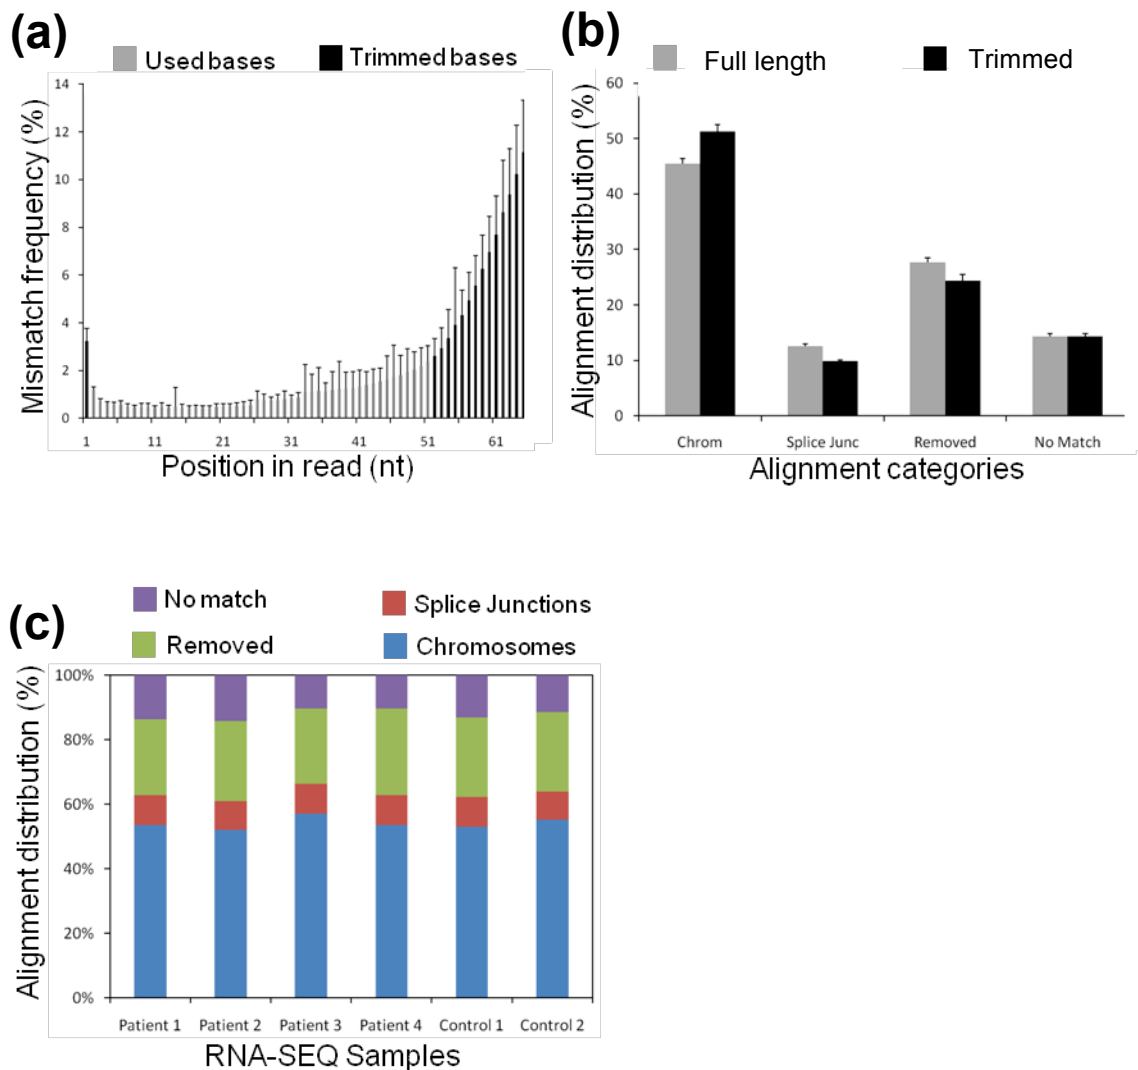 (a)
Used bases Trimmed bases
Mismatch frequency (%)
14
12
10
8
6
4
2
0
1 11 21 31 41 51 61
Position in read (nt)
(b)
Full length Trimmed
Alignment distribution (%)
60
50
40
30
20
10
0
Chrom Splice Junc Removed No Match
Alignment categories
(c)
No match Splice Junctions
Removed Chromosomes
Alignment distribution (%)
100%
80%
60%
40%
20%
0%
Patient 1 Patient 2 Patient 3 Patient 4 Control 1 Control 2
RNA-SEQ Samples